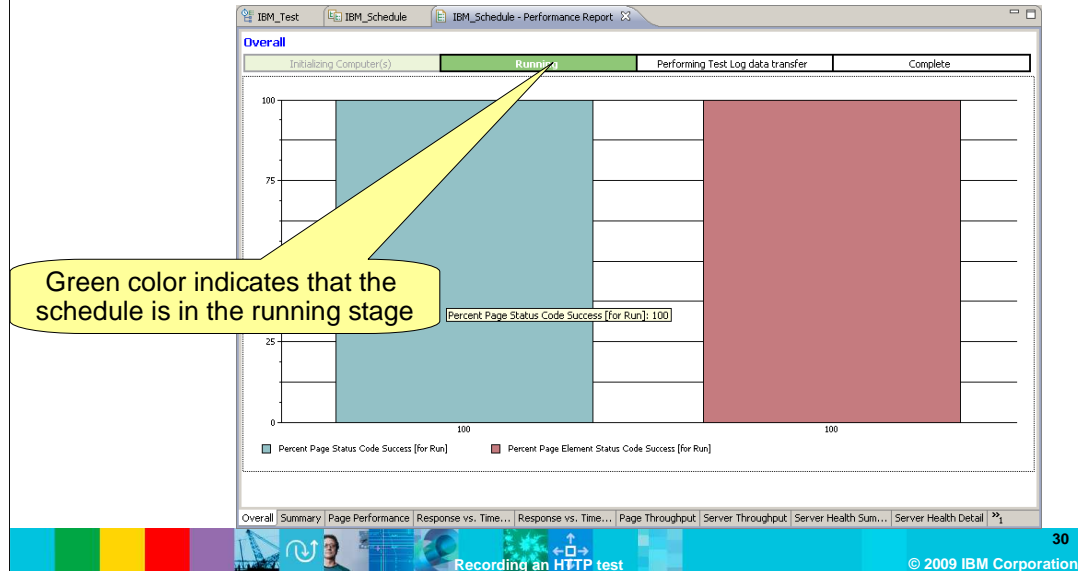 IBM_Test
IBM_Schedule
IBM_Schedule - Performance Report
Overall
Initializing Computer(s)
Running
Performing Test Log data transfer
Complete
100
75
Green color indicates that the
schedule is in the running stage
Percent Page Status Code Success [for Run]: 100
25
0
100
100
Percent Page Status Code Success [for Run]
Percent Page Element Status Code Success [for Run]
Overall
Summary
Page Performance
Response vs. Time...
Response vs. Time...
Page Throughput
Server Throughput
Server Health Sum...
Server Health Detail
»1
30
Recording an HTTP test
© 2009 IBM Corporation